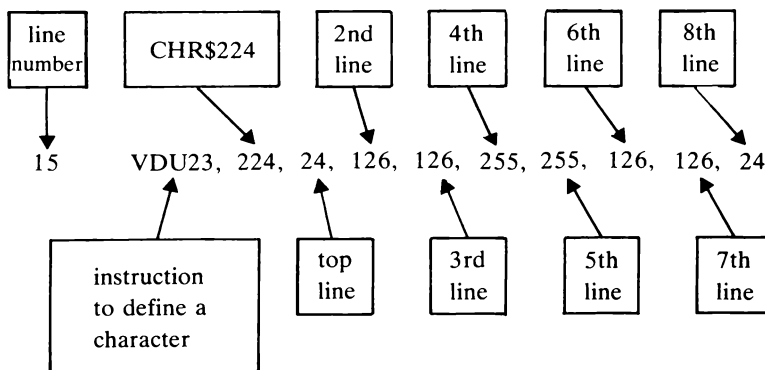 line
number
CHR$224
2nd
line
4th
line
6th
line
8th
line
15 VDU23, 224, 24, 126, 126, 255, 255, 126, 126, 24
instruction
to define a
character
top
line
3rd
line
5th
line
7th
line